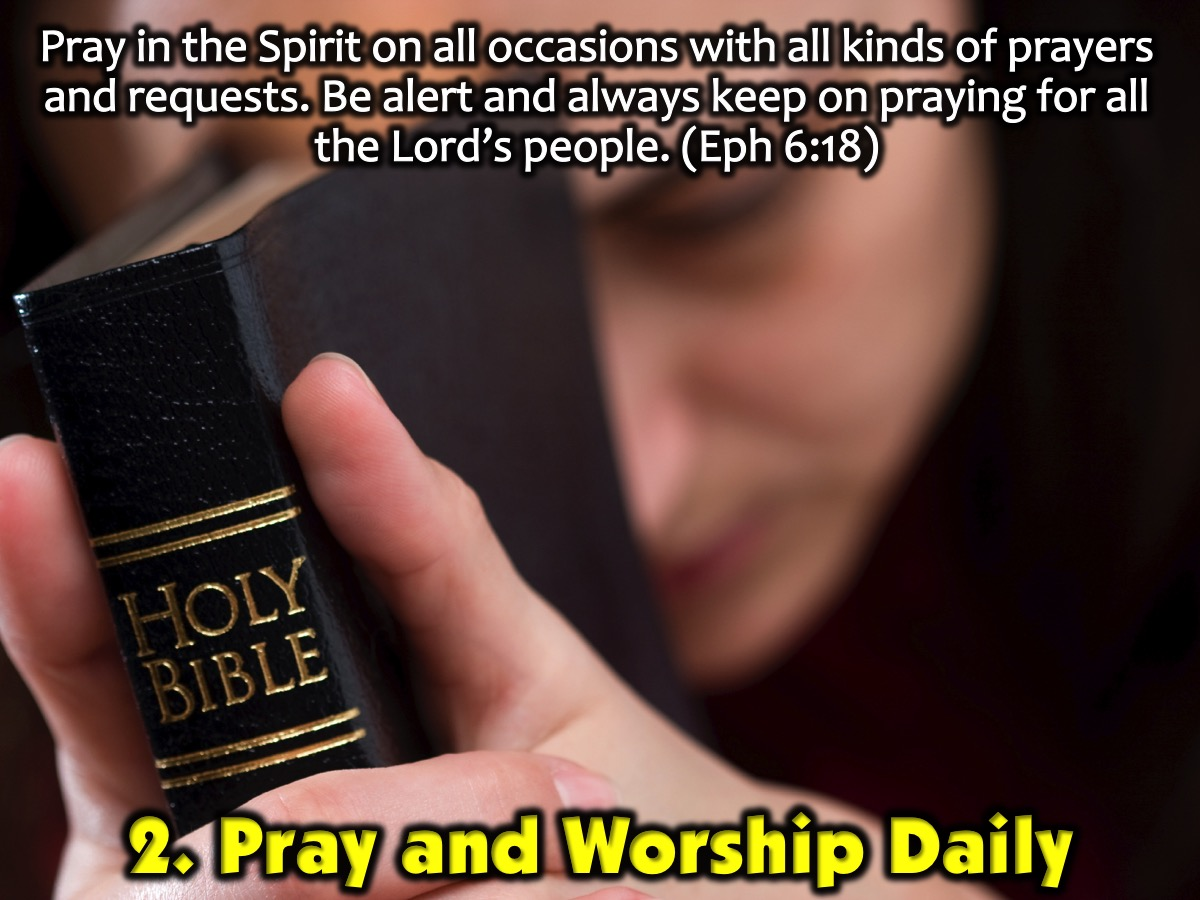 Pray in the Spirit on all occasions with all kinds of prayers
and requests. Be alert and always keep on praying for all
the Lord’s people. (Eph 6:18)
HOLY
BIBLE
2. Pray and Worship Daily